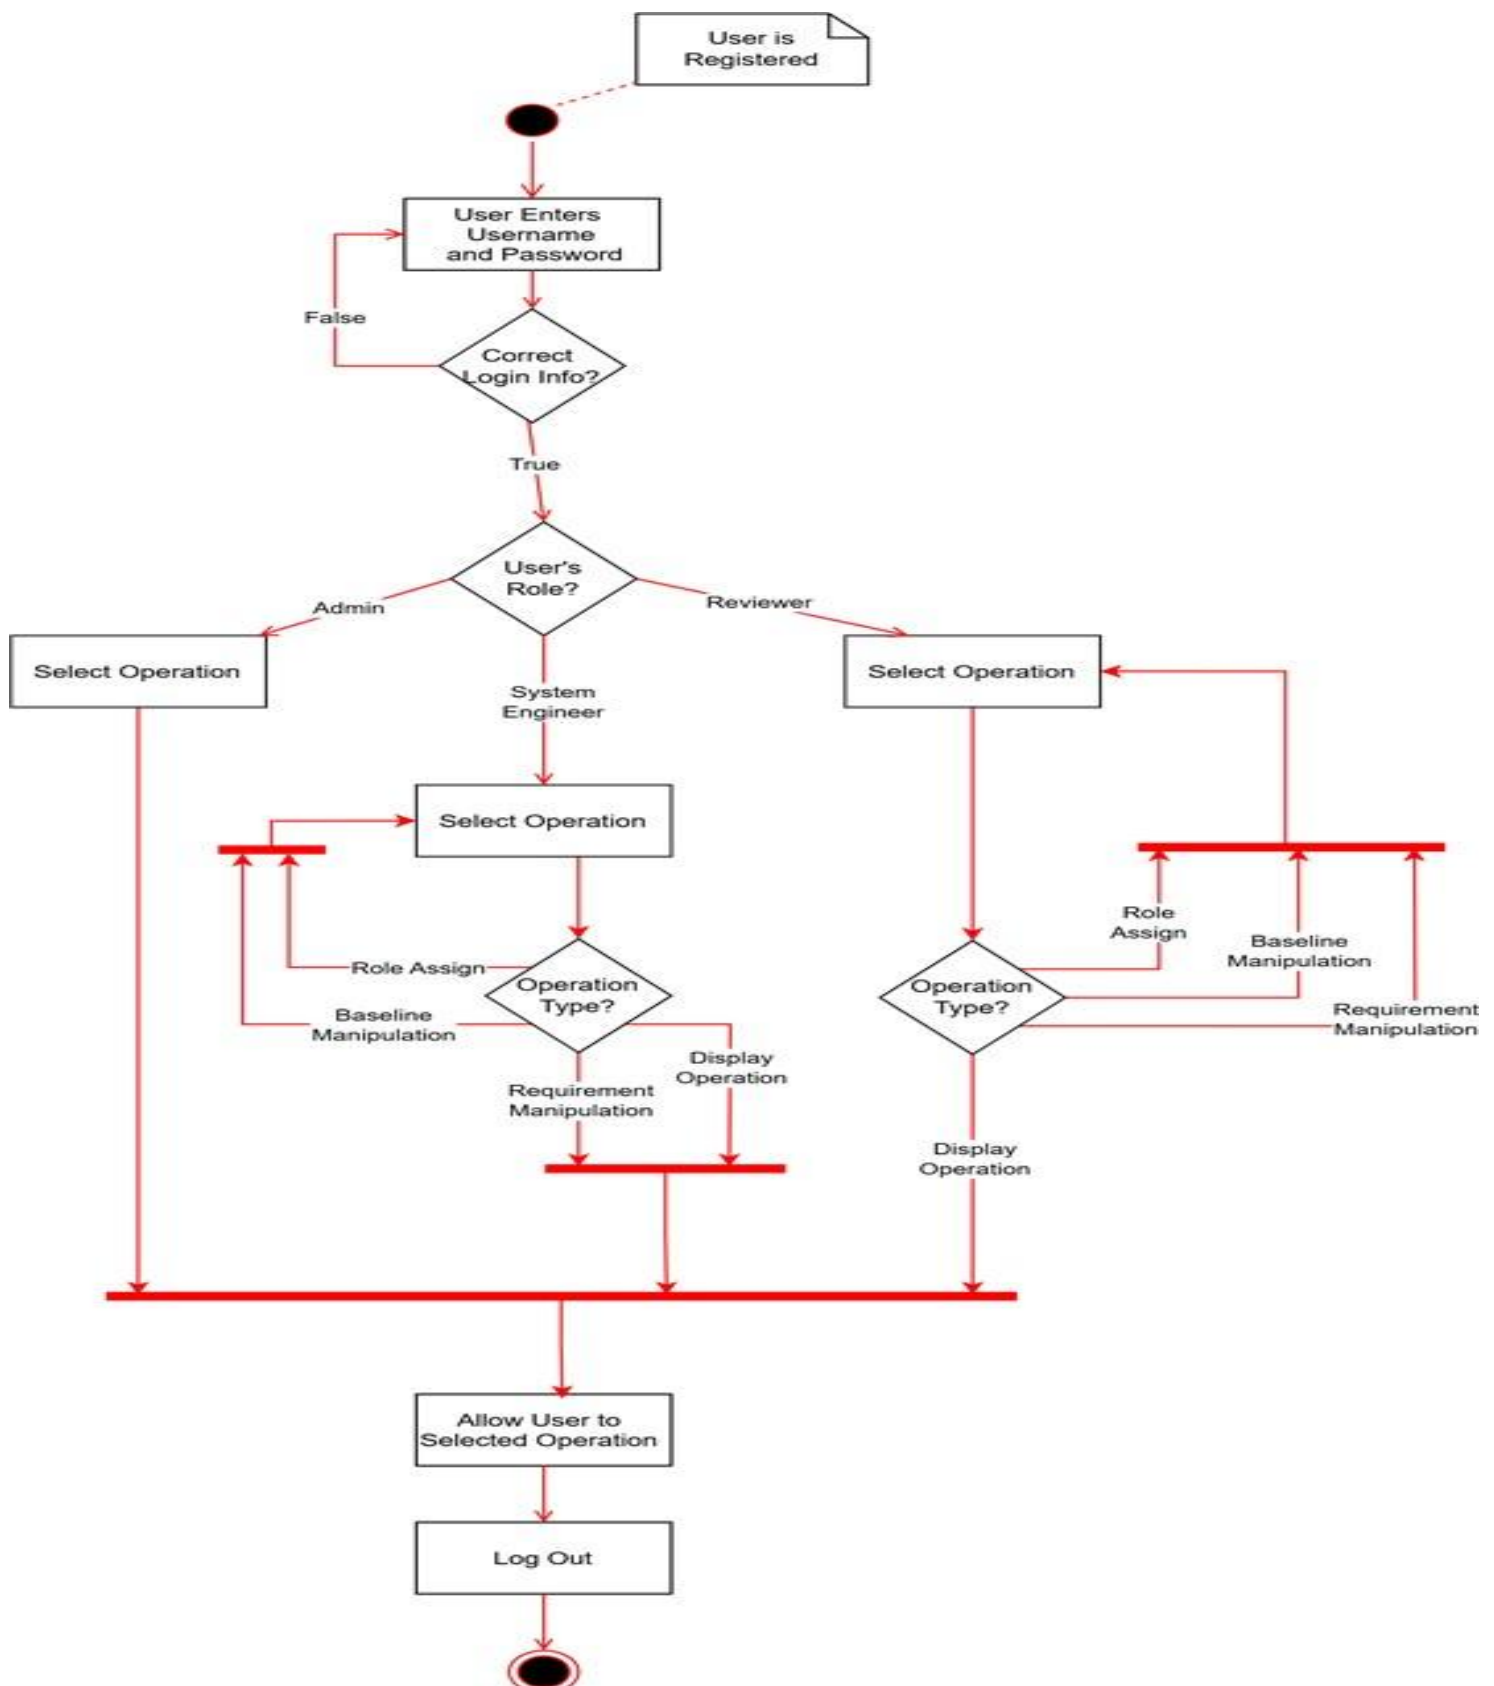 User is
Registered
User Enters
Username
and Password
False
Correct
Login Info?
True
User's
Role?
Admin
Reviewer
Select Operation
Select Operation
System
Engineer
Select Operation
Role
Assign
Baseline
Manipulation
Role Assign
Operation
Type?
Operation
Type?
Baseline
Manipulation
Requirement
Manipulation
Display
Operation
Requirement
Manipulation
Display
Operation
Allow User to
Selected Operation
Log Out